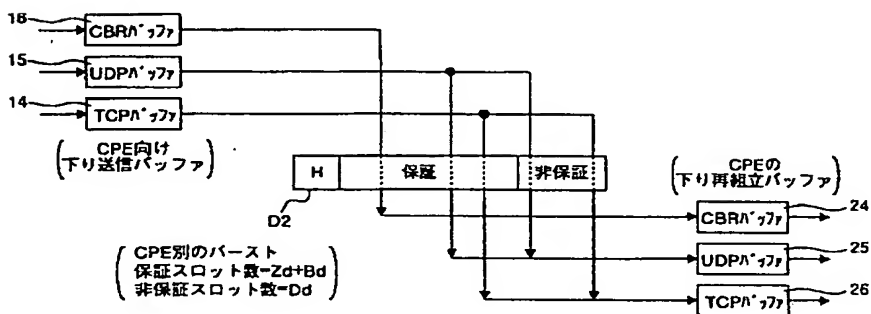 16
CBRバッファ
15
UDPバッファ
14
TCPバッファ
CPE向け
下り送信バッファ
H
保証
非保証
D2
CPE別のバースト
保証スロット数=Zd+Bd
非保証スロット数=Dd
CPEの
下り再組立バッファ
24
CBRバッファ
25
UDPバッファ
26
TCPバッファ